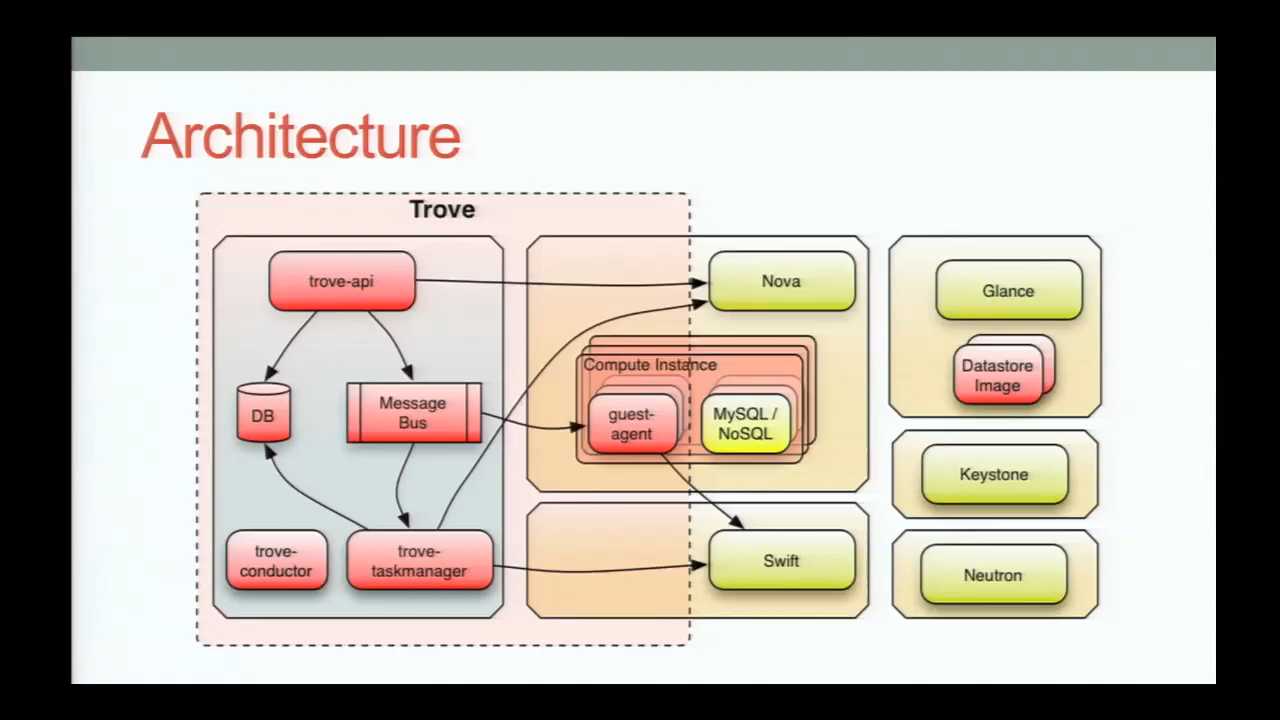 Architecture
Trove
trove-api
Nova
Glance
Compute Instance
Datastore
Image
DB
Message
Bus
guest-
agent
MySQL /
NoSQL
Keystone
trove-
conductor
trove-
taskmanager
Swift
Neutron